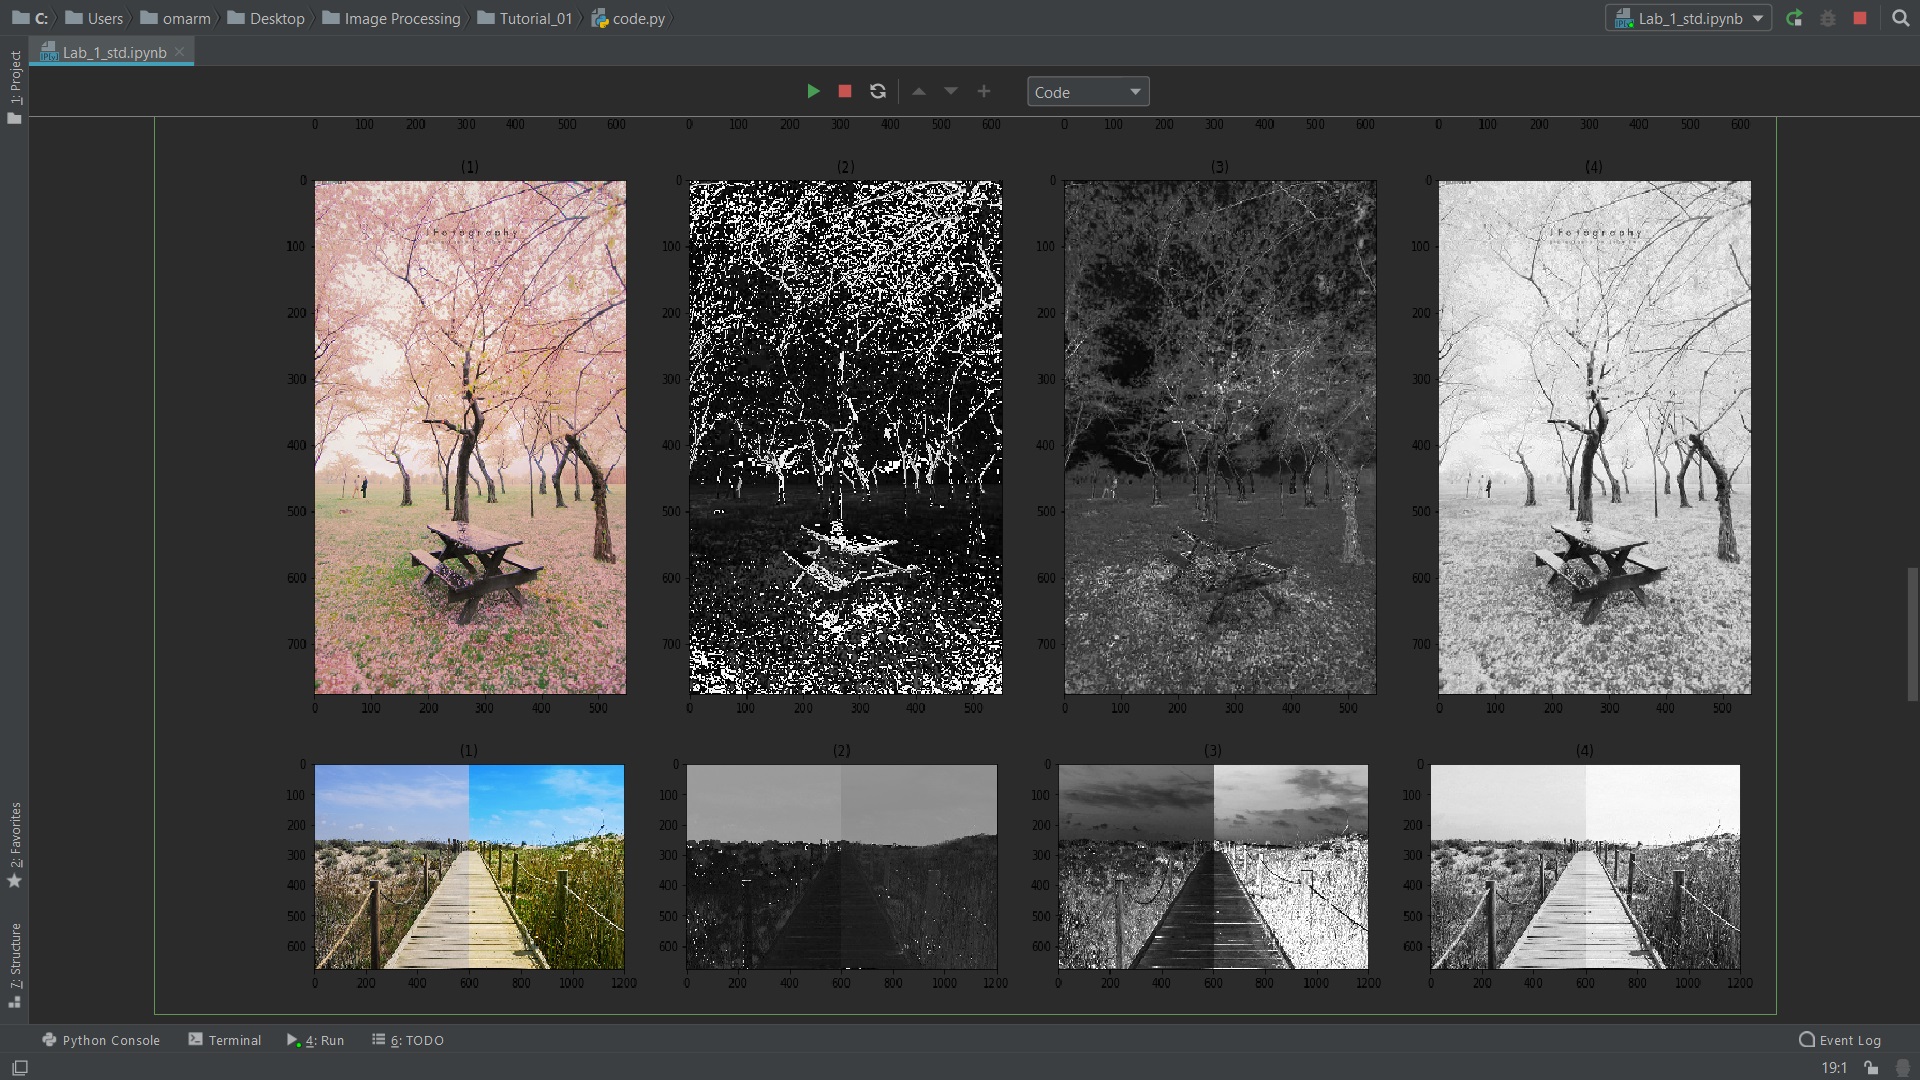 C: Users omarm Desktop Image Processing Tutorial_01 code.py Lab_1_std.ipynb
Lab_1_std.ipynb
1: Project
Code
0 100 200 300 400 500 600 0 100 200 300 400 500 600 0 100 200 300 400 500 600 0 100 200 300 400 500 600
(1) (2) (3) (4)
0 0 0 0
100 100 100 100
200 200 200 200
300 300 300 300
400 400 400 400
500 500 500 500
600 600 600 600
700 700 700 700
Fotography Fotography
0 100 200 300 400 500 0 100 200 300 400 500 0 100 200 300 400 500 0 100 200 300 400 500
(1) (2) (3) (4)
0 0 0 0
100 100 100 100
200 200 200 200
300 300 300 300
400 400 400 400
500 500 500 500
600 600 600 600
0 200 400 600 800 1000 1200 0 200 400 600 800 1000 1200 0 200 400 600 800 1000 1200 0 200 400 600 800 1000 1200
2: Favorites
7: Structure
Python Console Terminal 4: Run 6: TODO Event Log
19:1